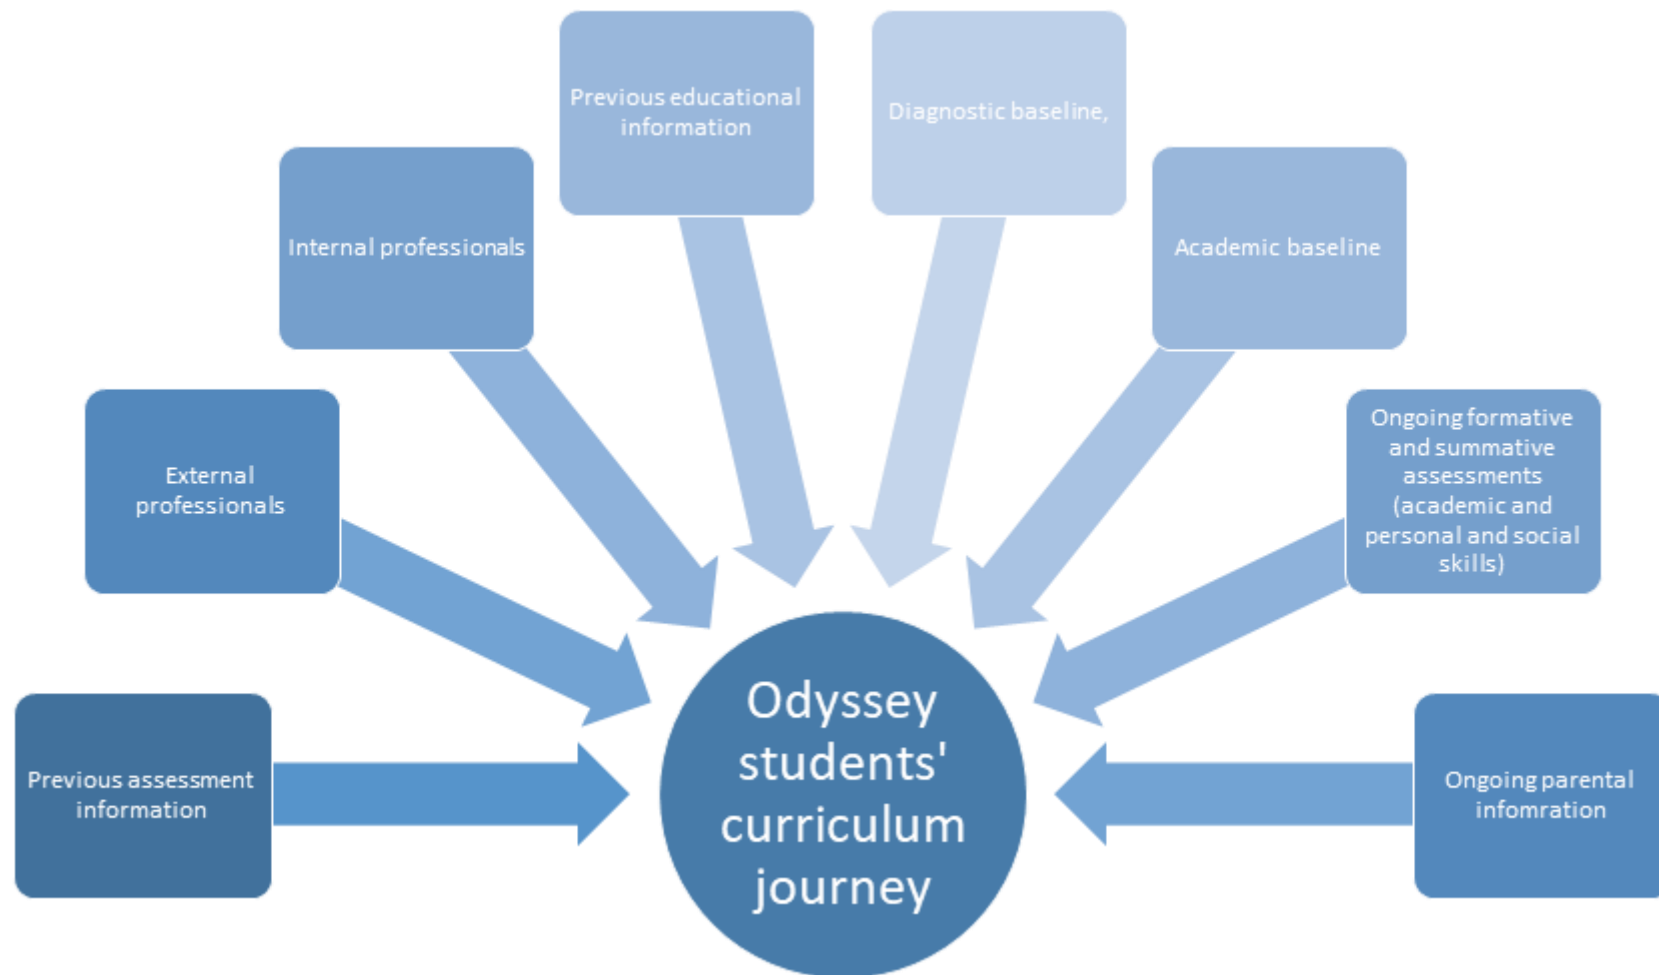 Previous educational
information
Diagnostic baseline,
Internal professionals
Academic baseline
External
professionals
Ongoing formative
and summative
assessments
(academic and
personal and social
skills)
Previous assessment
information
Odyssey
students'
curriculum
journey
Ongoing parental
infomration